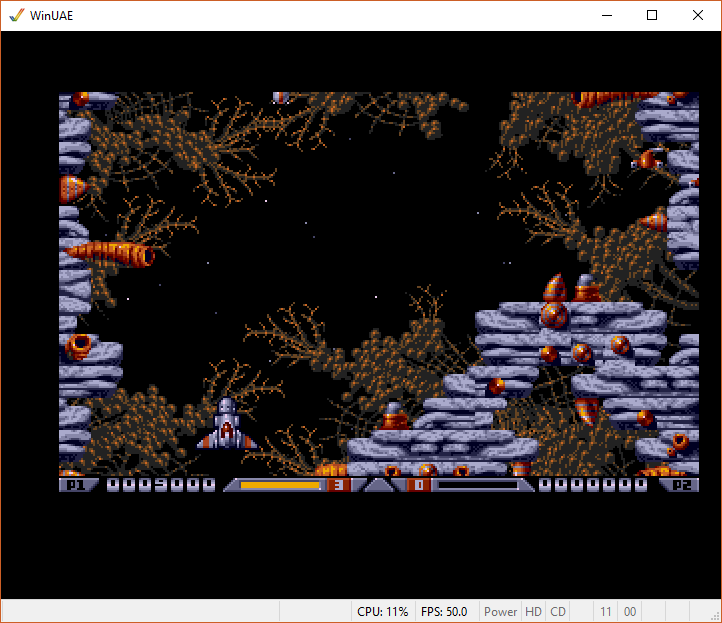 WinUAE
P1 0005000 3 0 0000000 P2
CPU: 11% FPS: 50.0 Power HD CD 11 00